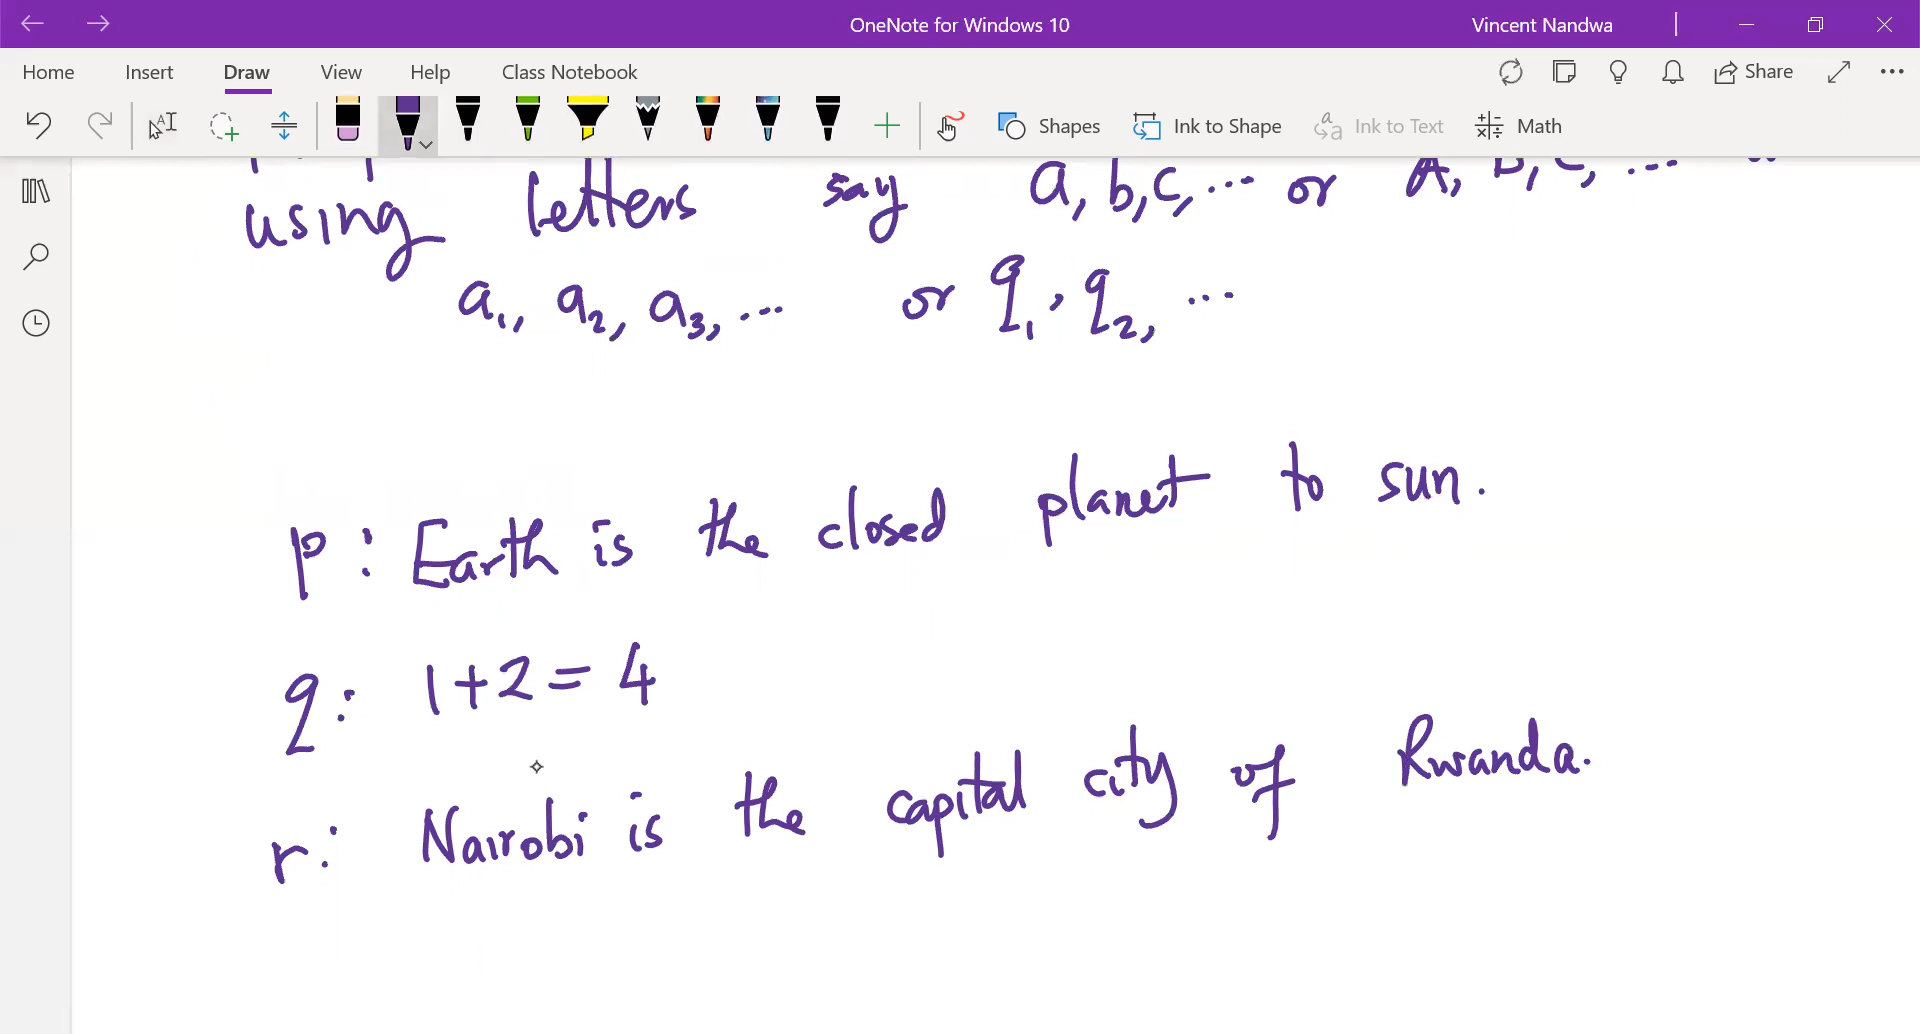 OneNote for Windows 10
Vincent Nandwa
Home Insert Draw View Help Class Notebook Share
Shapes Ink to Shape Ink to Text Math
using letters say a, b, c, ... or A, B, C, ...
a₁, a₂, a₃, ... or q₁, q₂, ...
p : Earth is the closed planet to sun.
q : 1+2 = 4
r : Nairobi is the capital city of Rwanda.